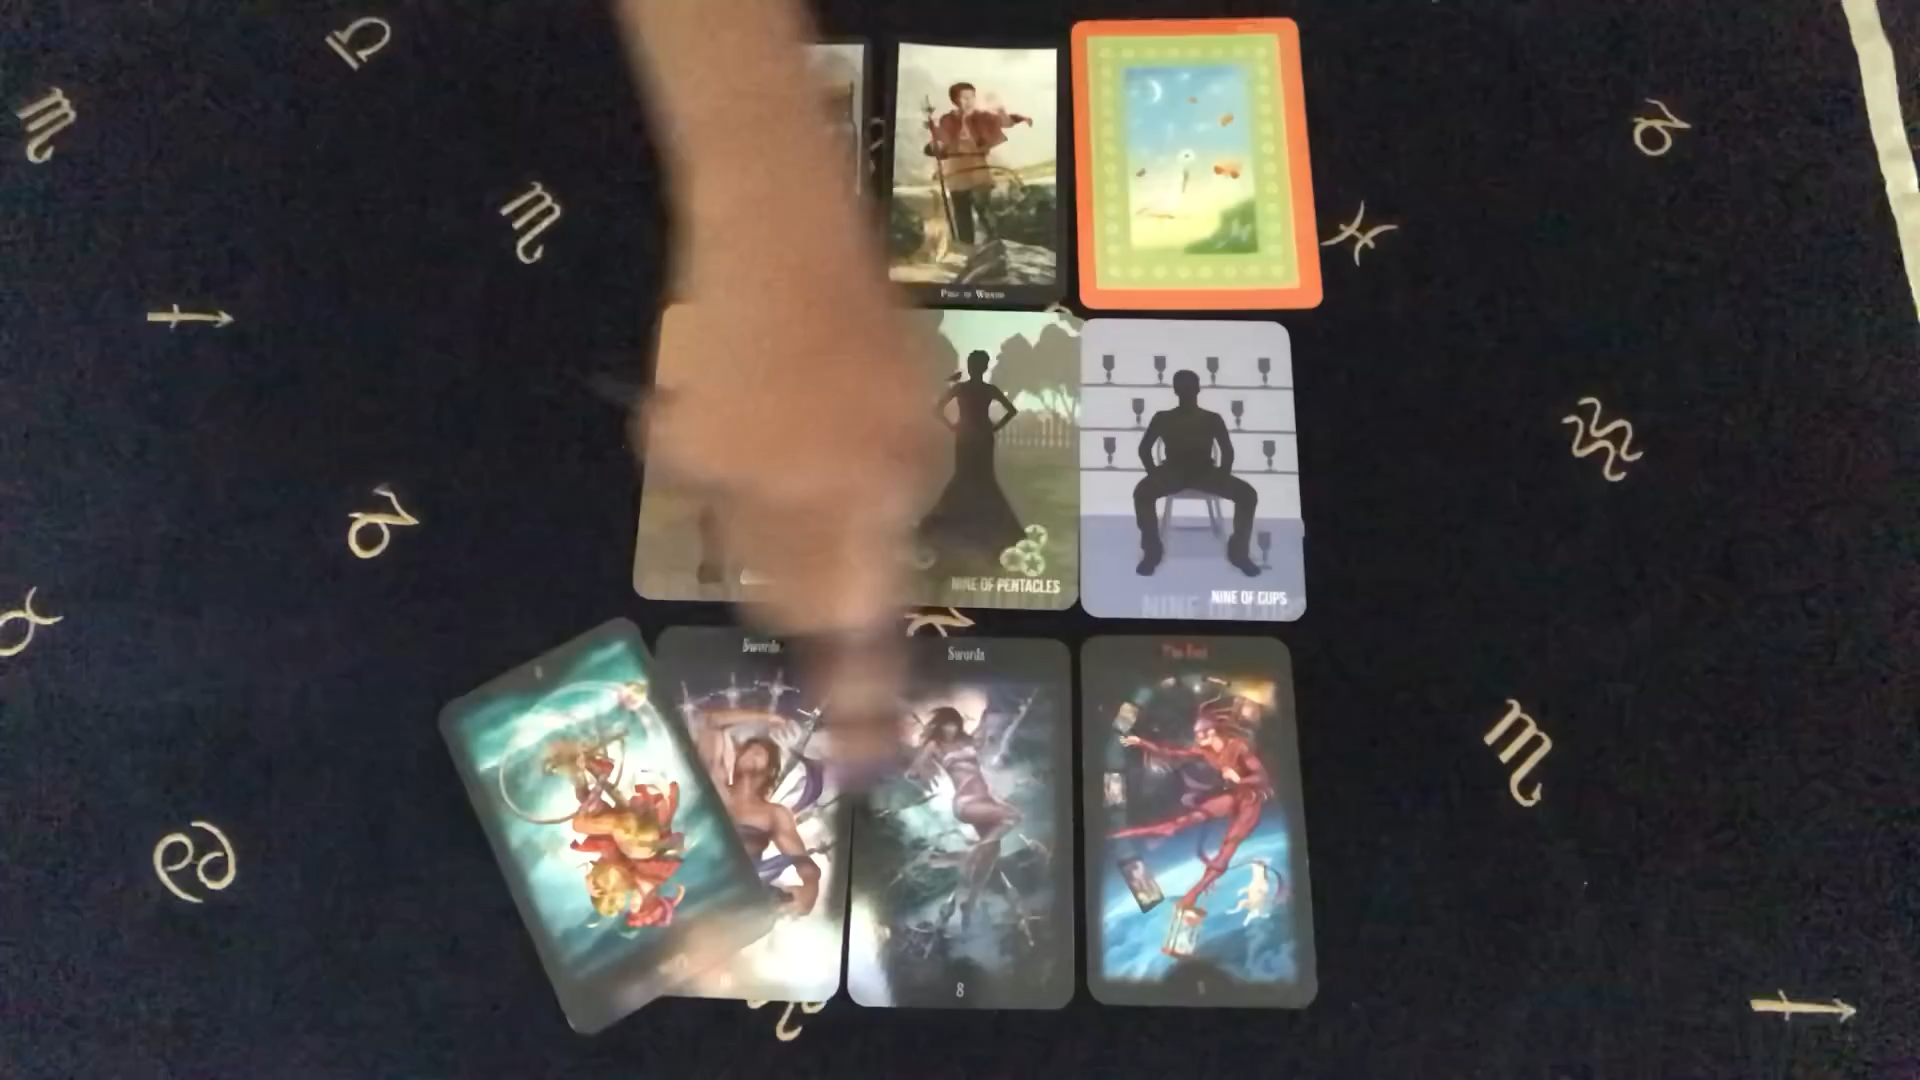 Page of Wands
NINE OF PENTACLES
NINE OF CUPS
Swords
Swords
The Fool
8